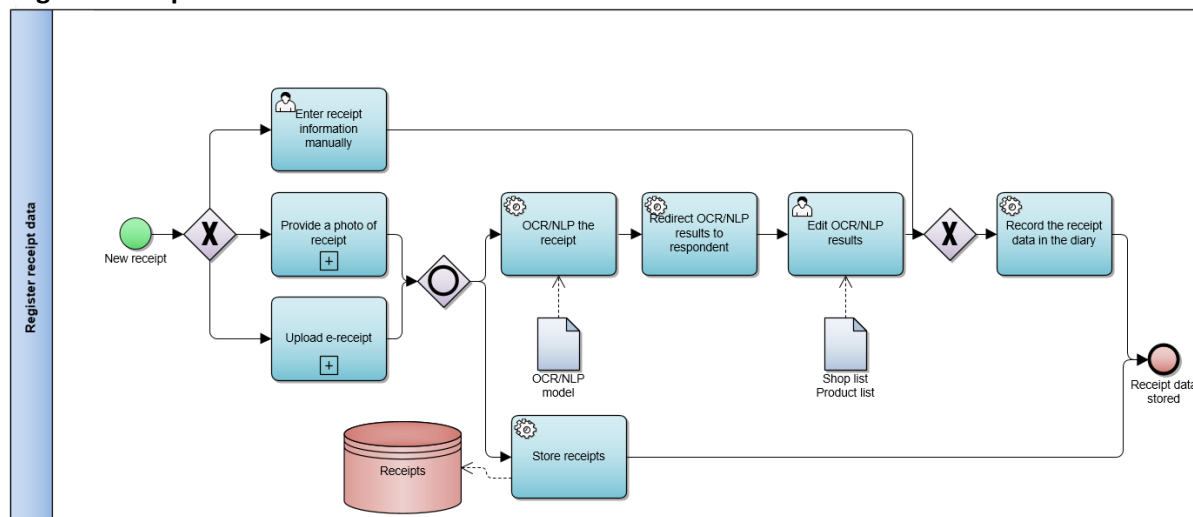 Register receipt data
Enter receipt
information
manually
Provide a photo of
receipt
Upload e-receipt
New receipt
OCR/NLP the
receipt
Redirect OCR/NLP
results to
respondent
Edit OCR/NLP
results
Record the receipt
data in the diary
OCR/NLP
model
Shop list
Product list
Receipt data
stored
Receipts
Store receipts